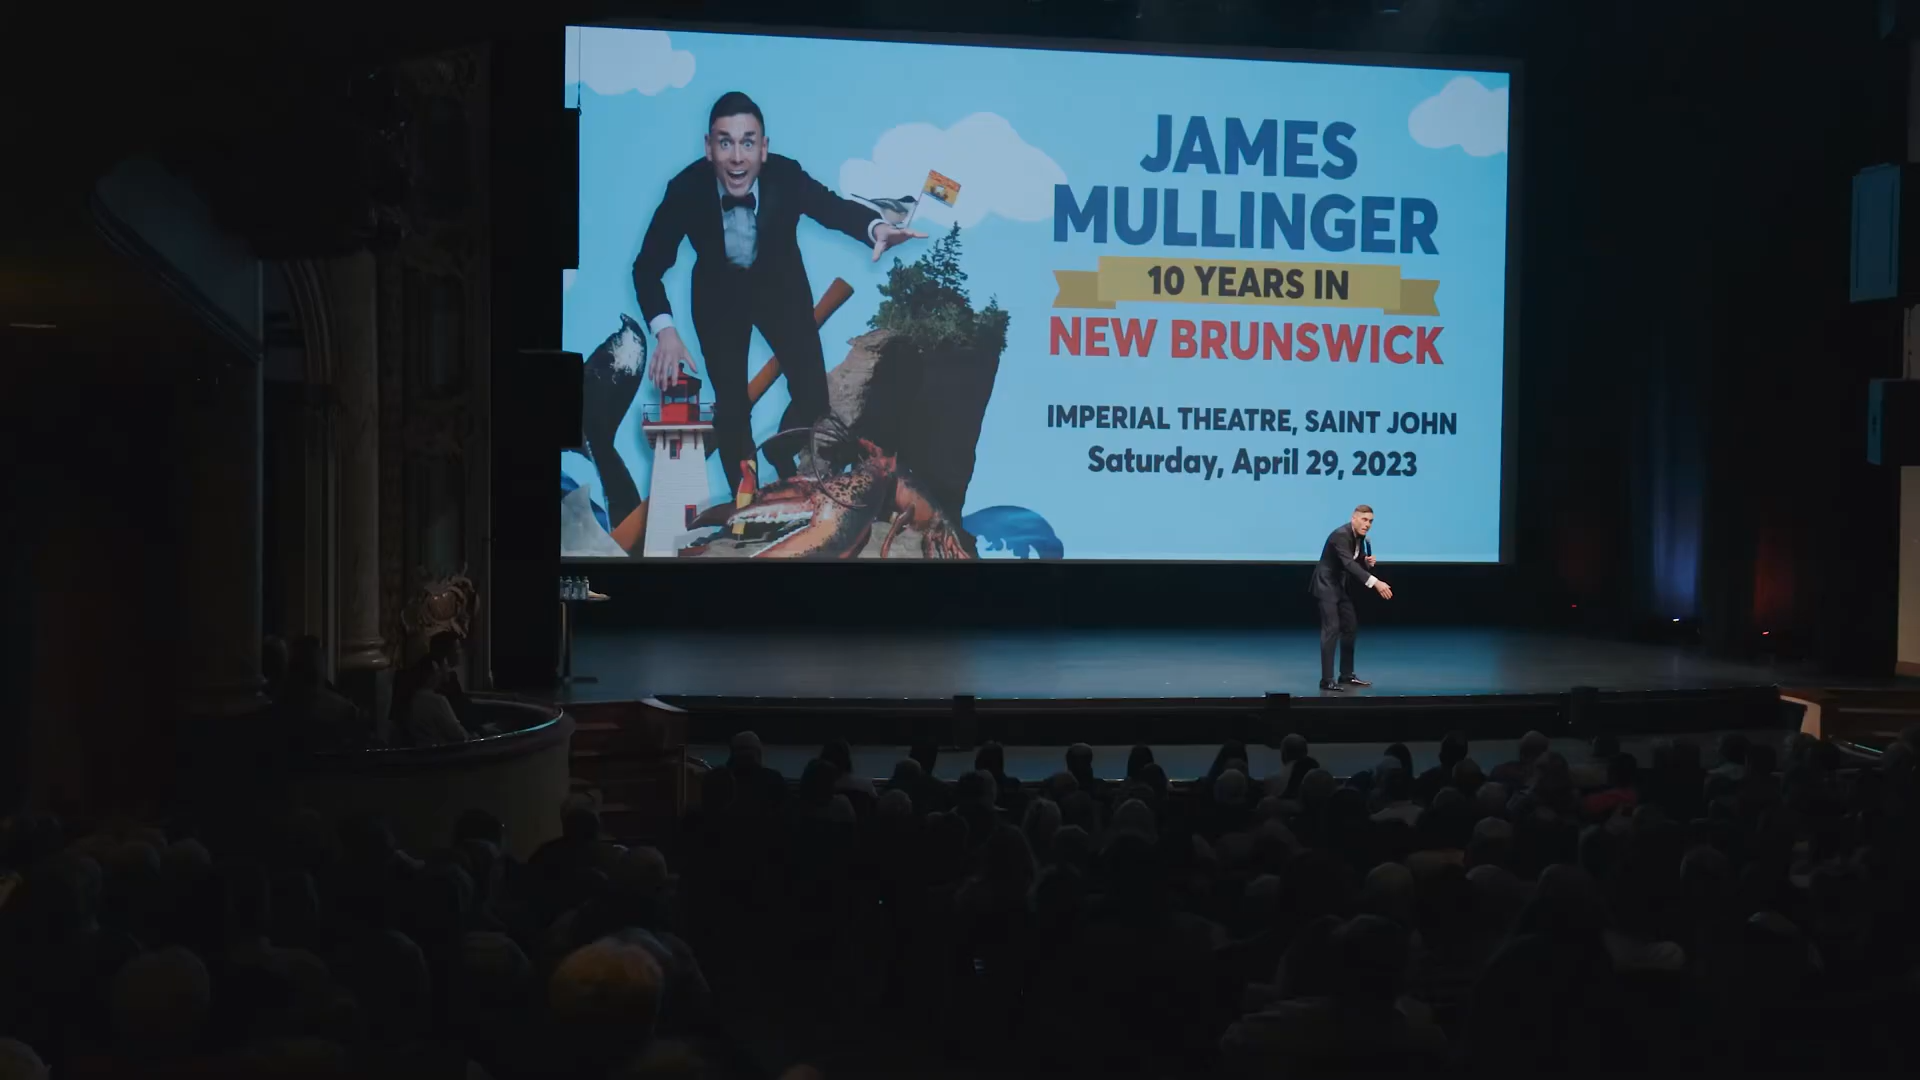 JAMES
MULLINGER
10 YEARS IN
NEW BRUNSWICK
IMPERIAL THEATRE, SAINT JOHN
Saturday, April 29, 2023